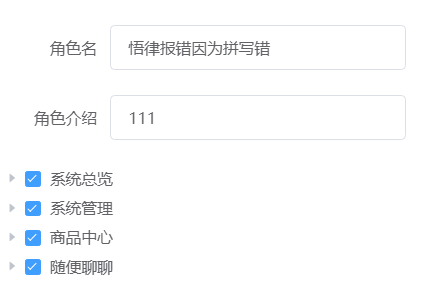 角色名 悟律报错因为拼写错
角色介绍 111
系统总览
系统管理
商品中心
随便聊聊